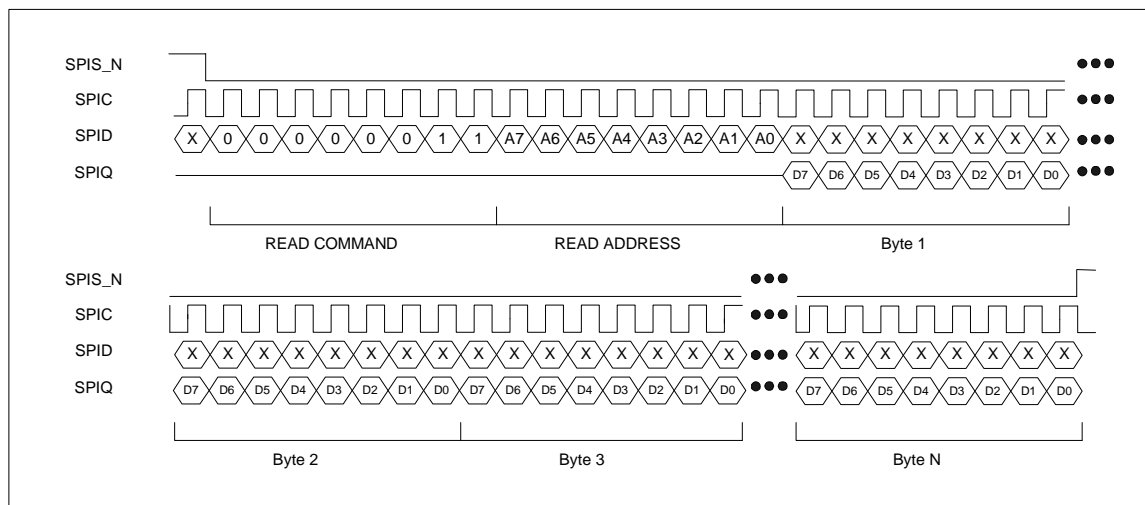 SPIS_N
SPIC
SPID X 0 0 0 0 0 0 1 1 A7 A6 A5 A4 A3 A2 A1 A0 X X X X X X X X
SPIQ D7 D6 D5 D4 D3 D2 D1 D0
READ COMMAND READ ADDRESS Byte 1
SPIS_N
SPIC
SPID X X X X X X X X X X X X X X X X X X X X X X X X
SPIQ D7 D6 D5 D4 D3 D2 D1 D0 D7 D6 D5 D4 D3 D2 D1 D0 D7 D6 D5 D4 D3 D2 D1 D0
Byte 2 Byte 3 Byte N